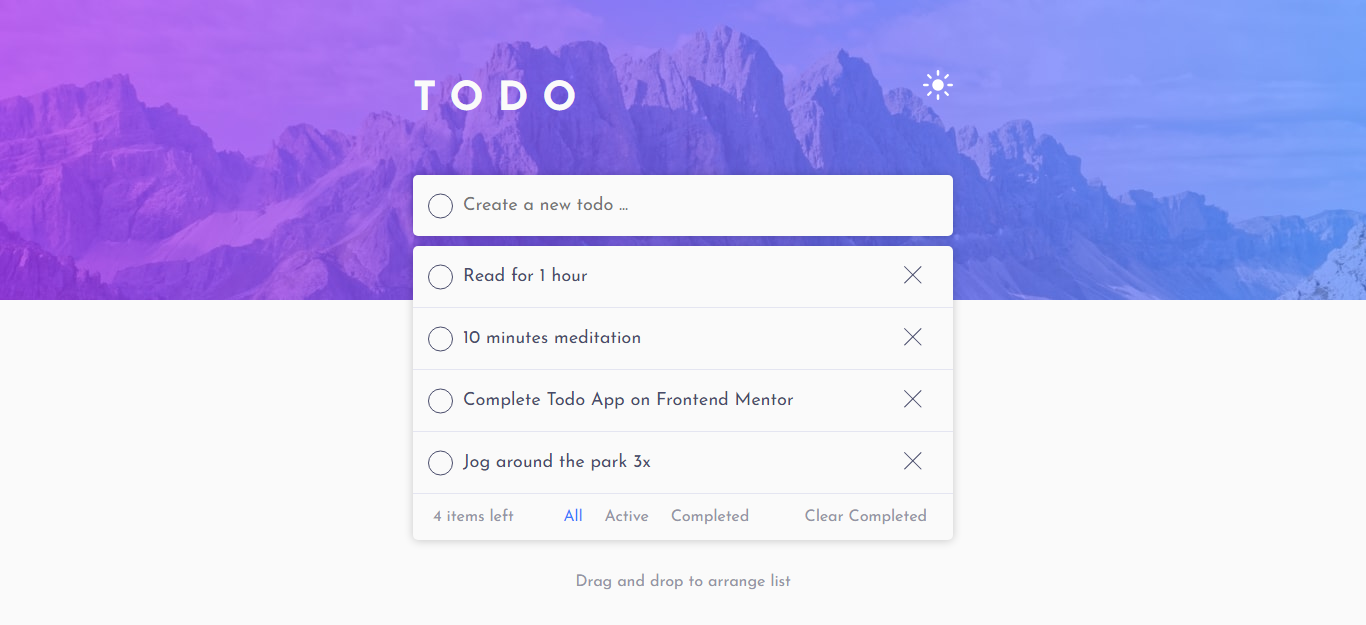 TODO
Create a new todo ...
Read for 1 hour
10 minutes meditation
Complete Todo App on Frontend Mentor
Jog around the park 3x
4 items left All Active Completed Clear Completed
Drag and drop to arrange list